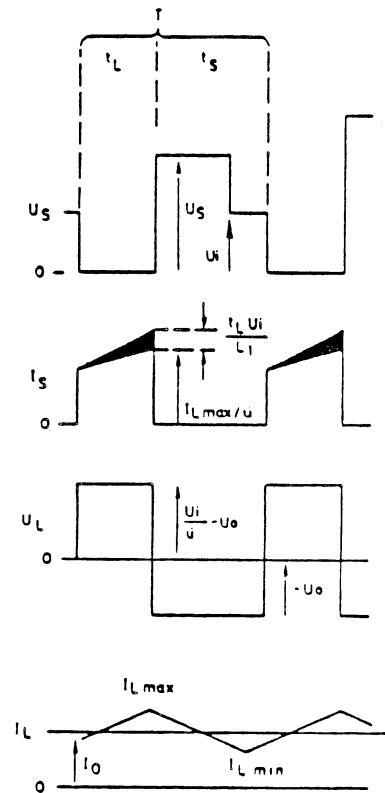 T
t_L
t_S
U_S
U_S
Ui
0
t_L Ui
L1
I_S
I_L max/ü
0
Ui
ü
-Uo
U_L
0
-Uo
I_L max
I_L
I_O
I_L min
0